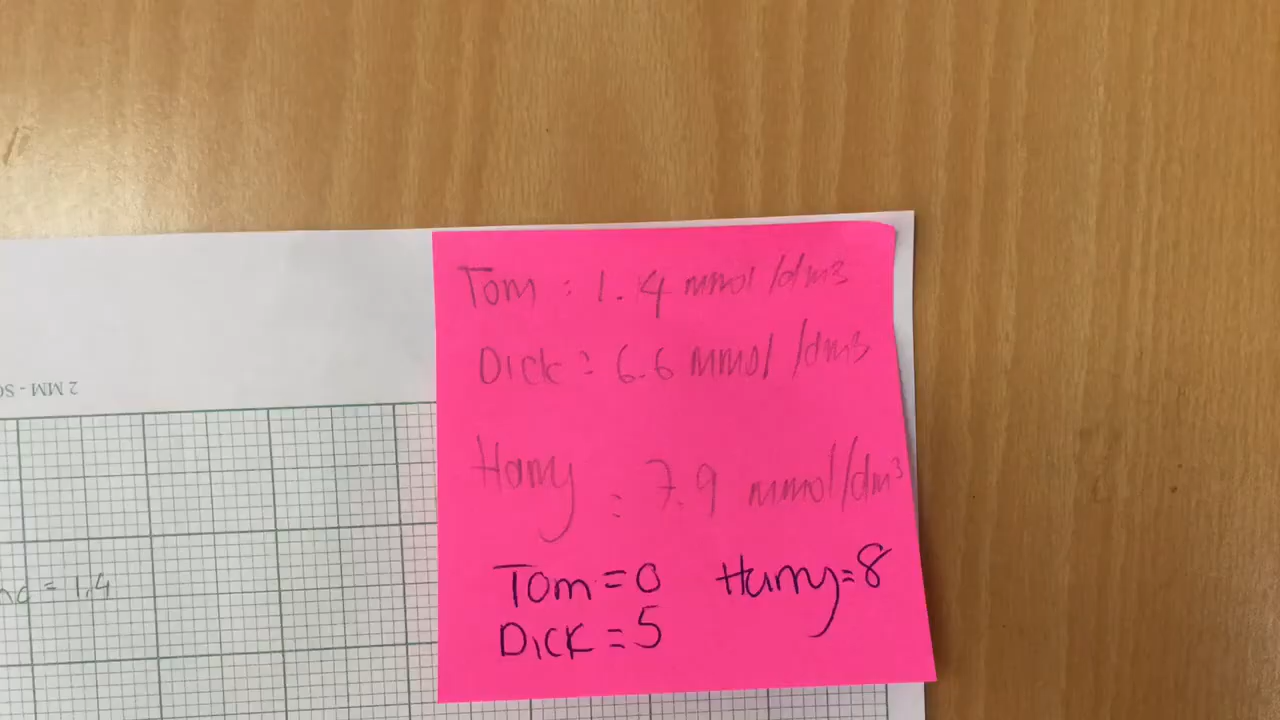 Tom : 1.4 mmol/dm3
Dick : 6.6 mmol/dm3
Harry : 7.9 mmol/dm³
Tom = 0 Harry = 8
Dick = 5
2 MM - S
= 1.4